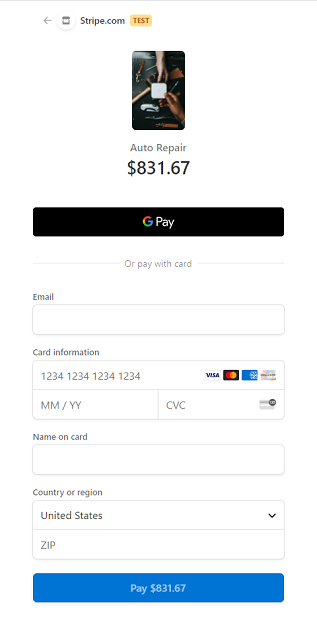 Stripe.com TEST
Auto Repair
$831.67
G Pay
Or pay with card
Email
Card information
1234 1234 1234 1234 VISA
MM / YY CVC
Name on card
Country or region
United States
ZIP
Pay $831.67